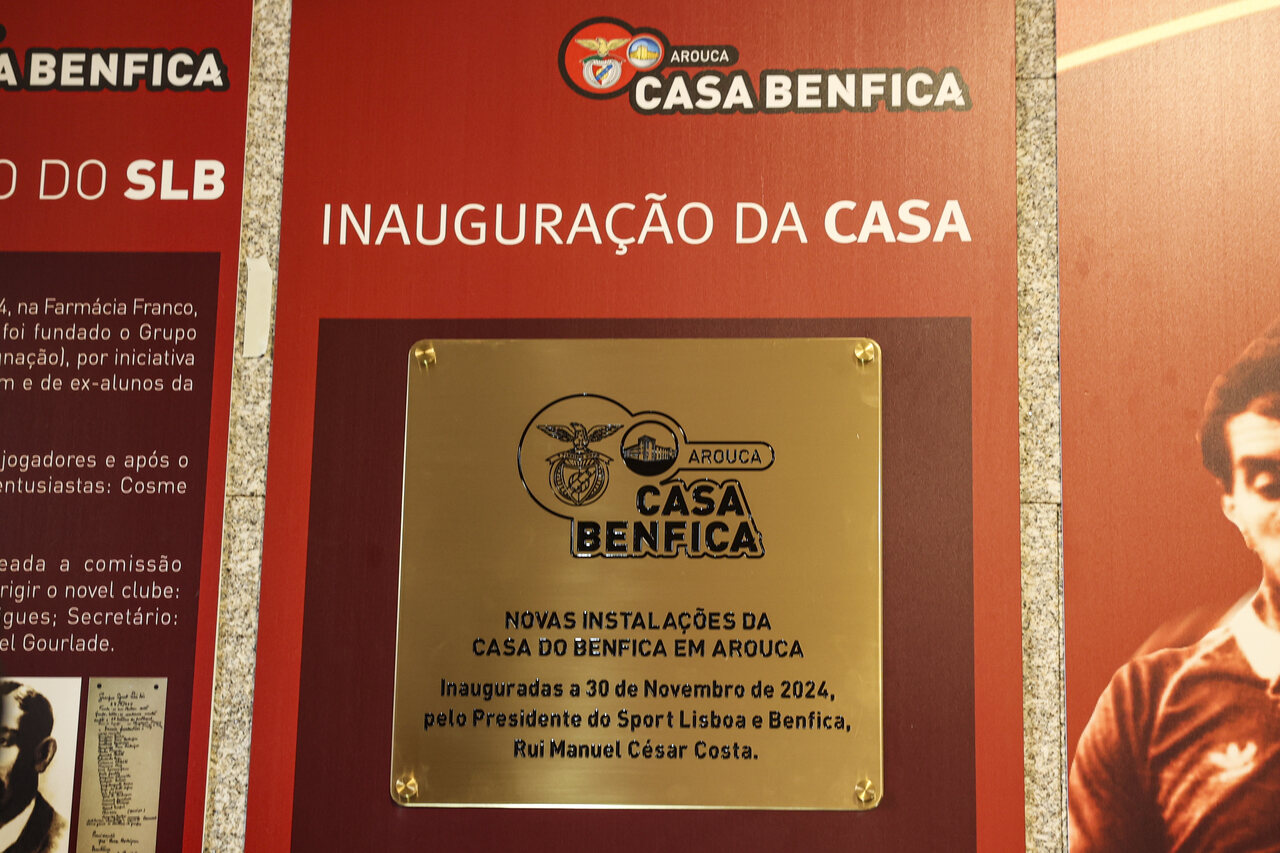 A BENFICA
O DO SLB
4, na Farmácia Franco,
foi fundado o Grupo
gnação), por iniciativa
m e de ex-alunos da
jogadores e após o
entusiastas: Cosme
eada a comissão
rigir o novel clube:
gues; Secretário:
el Gourlade.
AROUCA
CASA BENFICA
INAUGURAÇÃO DA CASA
AROUCA
CASA
BENFICA
NOVAS INSTALAÇÕES DA
CASA DO BENFICA EM AROUCA
Inauguradas a 30 de Novembro de 2024,
pelo Presidente do Sport Lisboa e Benfica,
Rui Manuel César Costa.